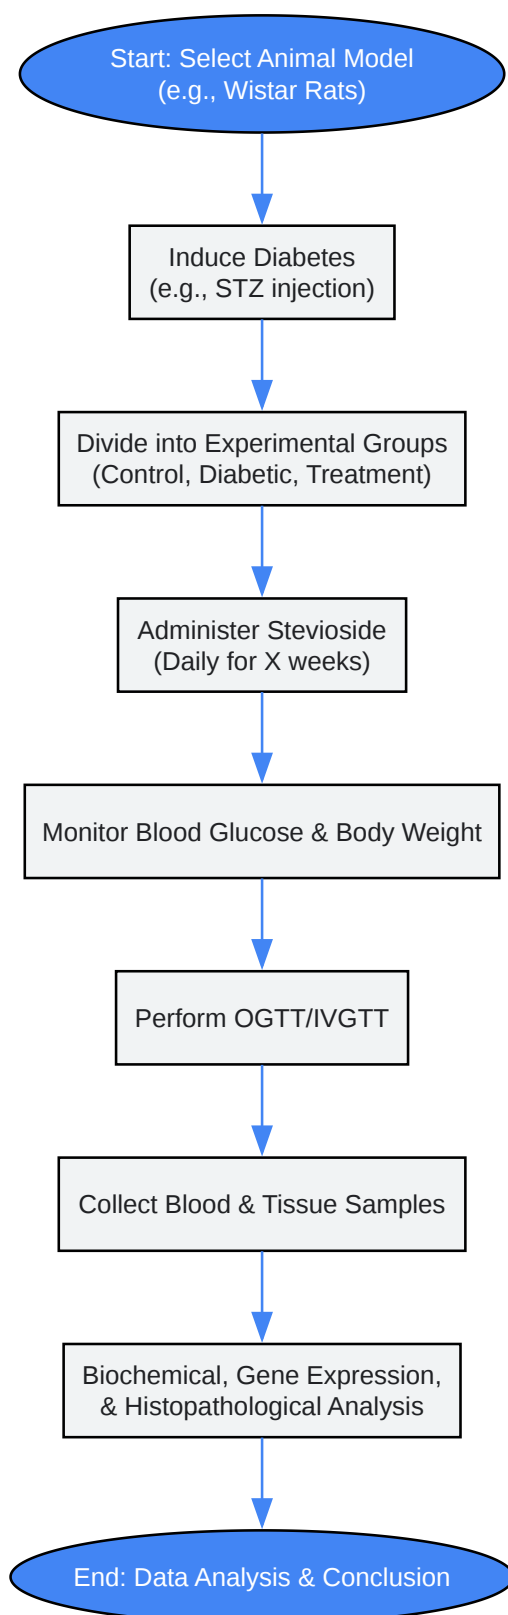 Start: Select Animal Model
(e.g., Wistar Rats)
Induce Diabetes
(e.g., STZ injection)
Divide into Experimental Groups
(Control, Diabetic, Treatment)
Administer Stevioside
(Daily for X weeks)
Monitor Blood Glucose & Body Weight
Perform OGTT/IVGTT
Collect Blood & Tissue Samples
Biochemical, Gene Expression,
& Histopathological Analysis
End: Data Analysis & Conclusion